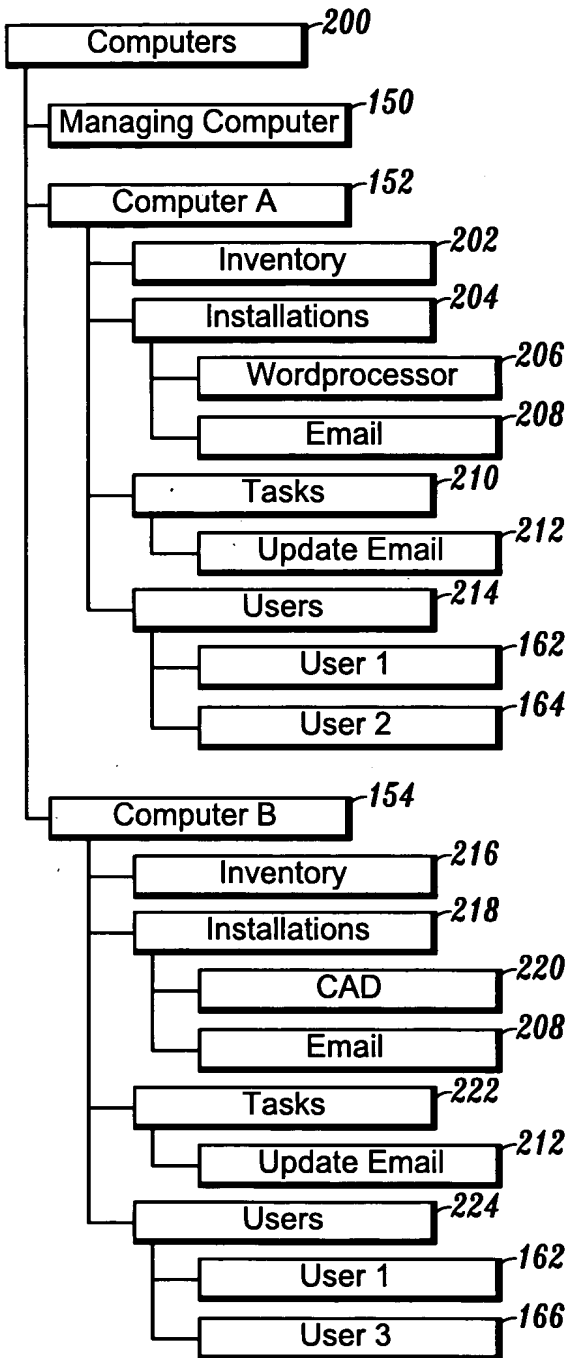 Computers 200
Managing Computer 150
Computer A 152
Inventory 202
Installations 204
Wordprocessor 206
Email 208
Tasks 210
Update Email 212
Users 214
User 1 162
User 2 164
Computer B 154
Inventory 216
Installations 218
CAD 220
Email 208
Tasks 222
Update Email 212
Users 224
User 1 162
User 3 166